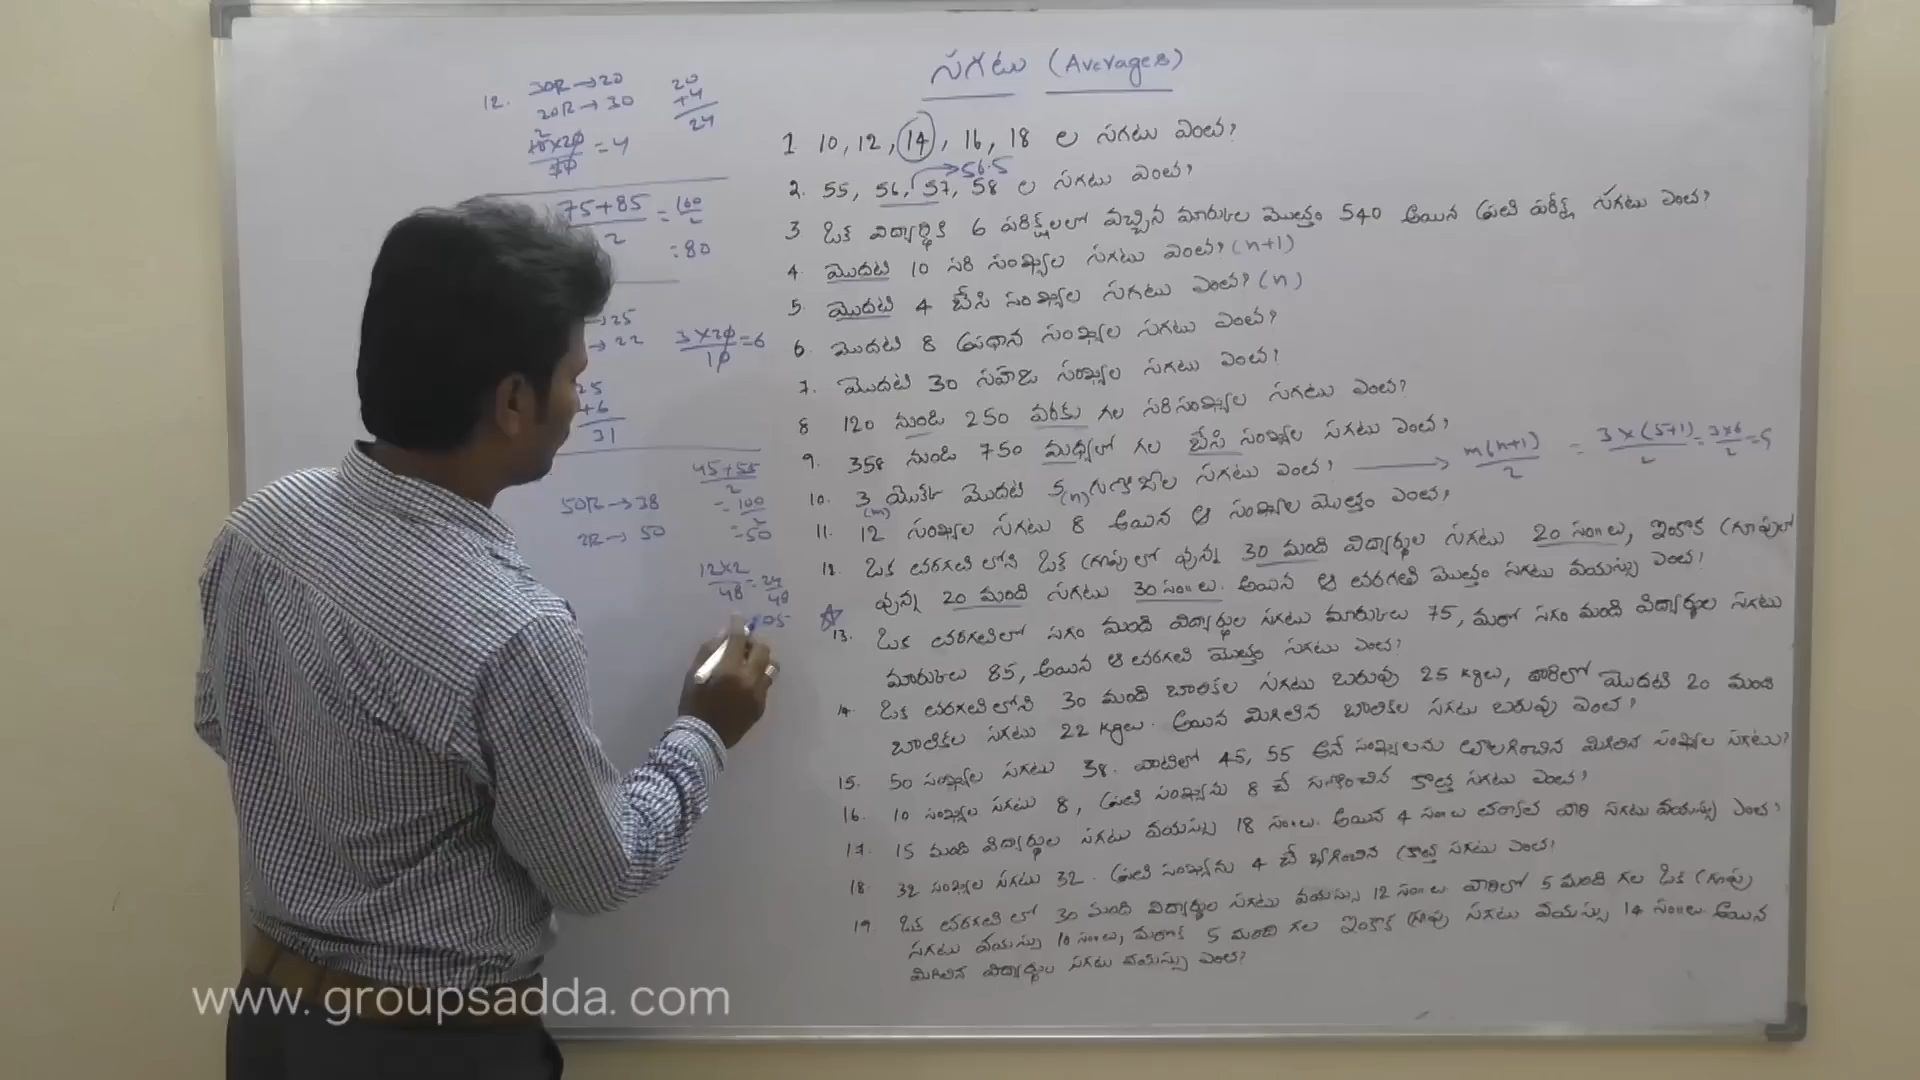 సగటు (Averages)
1. 10, 12, 14, 16, 18 ల సగటు ఎంత?
→56.5
2. 55, 56, 57, 58 ల సగటు ఎంత?
3 ఒక విద్యార్థికి 6 పరీక్షలలో వచ్చిన మార్కుల మొత్తం 540 అయిన ప్రతి పరీక్ష సగటు ఎంత?
4. మొదటి 10 సరి సంఖ్యల సగటు ఎంత? (n+1)
5. మొదటి 4 బేసి సంఖ్యల సగటు ఎంత? (n)
6 మొదటి 8 ప్రధాన సంఖ్యల సగటు ఎంత?
7. మొదటి 30 సహజ సంఖ్యల సగటు ఎంత?
8 120 నుండి 250 వరకు గల సరిసంఖ్యల సగటు ఎంత?
9. 358 నుండి 750 మధ్యలో గల బేసి సంఖ్యల సగటు ఎంత?
10. 3 యొక్క మొదటి 5 గుణిజాల సగటు ఎంత? → m(n+1)/2 = 3×(5+1)/2 = 3×6/2 = 9
(m) (n)
11. 12 సంఖ్యల సగటు 8 అయిన ఆ సంఖ్యల మొత్తం ఎంత?
12. ఒక తరగతి లోని ఒక గ్రూపులో వున్న 30 మంది విద్యార్థుల సగటు 20 సం౹౹లు, ఇంకొక గ్రూపులో
వున్న 20 మంది సగటు 30 సం౹౹లు. అయిన ఆ తరగతి మొత్తం సగటు వయస్సు ఎంత?
13. ఒక తరగతిలో సగం మంది విద్యార్థుల సగటు మార్కులు 75, మరో సగం మంది విద్యార్థుల సగటు
మార్కులు 85, అయిన ఆ తరగతి మొత్తం సగటు ఎంత?
14 ఒక తరగతిలోని 30 మంది బాలికల సగటు బరువు 25 kgలు, వారిలో మొదటి 20 మంది
బాలికల సగటు 22 kgలు. అయిన మిగిలిన బాలికల సగటు బరువు ఎంత?
15. 50 సంఖ్యల సగటు 38. వాటిలో 45, 55 అనే సంఖ్యలను తొలగించిన మిగిలిన సంఖ్యల సగటు?
16. 10 సంఖ్యల సగటు 8, ప్రతి సంఖ్యను 8 చే గుణించిన కొత్త సగటు ఎంత?
17. 15 మంది విద్యార్థుల సగటు వయస్సు 18 సం౹౹లు. అయిన 4 సం౹౹లు తర్వాత వారి సగటు వయస్సు ఎంత?
18. 32 సంఖ్యల సగటు 32. ప్రతి సంఖ్యను 4 చే భాగించిన క్రొత్త సగటు ఎంత?
19. ఒక తరగతి లో 30 మంది విద్యార్థుల సగటు వయస్సు 12 సం౹౹లు. వారిలో 5 మంది గల ఒక గ్రూపు
సగటు వయస్సు 10 సం౹౹లు, మరొక 5 మంది గల ఇంకొక గ్రూపు సగటు వయస్సు 14 సం౹౹లు అయిన
మిగిలిన విద్యార్థుల సగటు వయస్సు ఎంత?
12. 30R→20
20R→30
20
+4
24
10×20/50 = 4
75+85/2 = 160/2
=80
→25
→22
3×20/10 = 6
25
+6
31
45+55/2
=100/2
=50
50R→38
2R→50
12×2/48 = 24/48
www.groupsadda.com